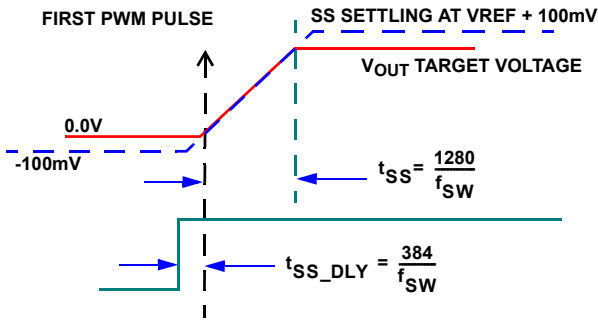 FIRST PWM PULSE
SS SETTLING AT VREF + 100mV
VOUT TARGET VOLTAGE
0.0V
-100mV
tSS= 1280
fSW
tSS_DLY = 384
fSW